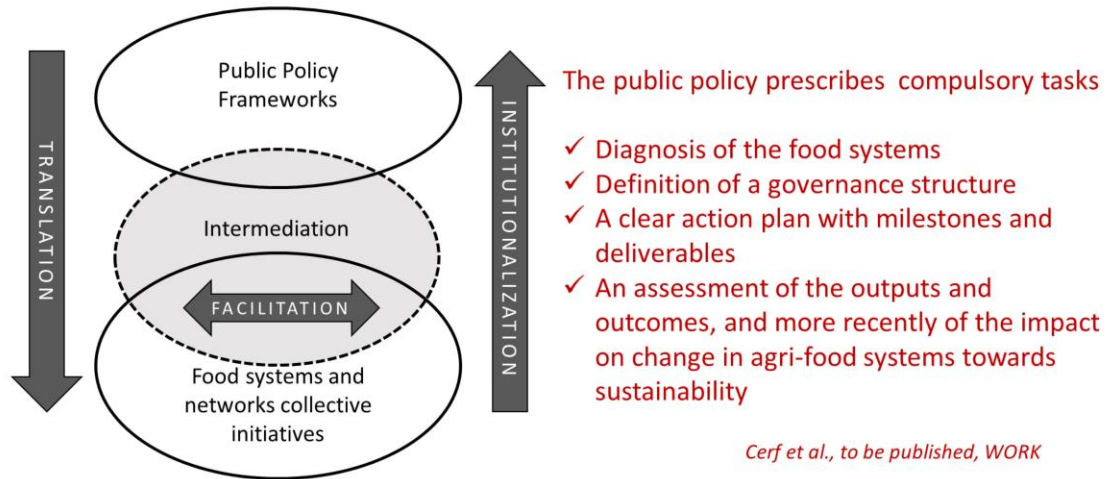 Public Policy
Frameworks
TRANSLATION
Intermediation
FACILITATION
Food systems and
networks collective
initiatives
INSTITUTIONALIZATION
The public policy prescribes compulsory tasks
✓ Diagnosis of the food systems
✓ Definition of a governance structure
✓ A clear action plan with milestones and
deliverables
✓ An assessment of the outputs and
outcomes, and more recently of the impact
on change in agri-food systems towards
sustainability
Cerf et al., to be published, WORK